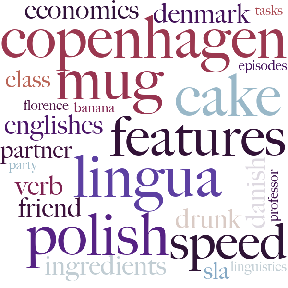 economics denmark tasks
copenhagen
class mug episodes
florence banana cake
englishes
partner features
party
verb lingua danish professor
friend drunk
polish speed
ingredients sla linguistics